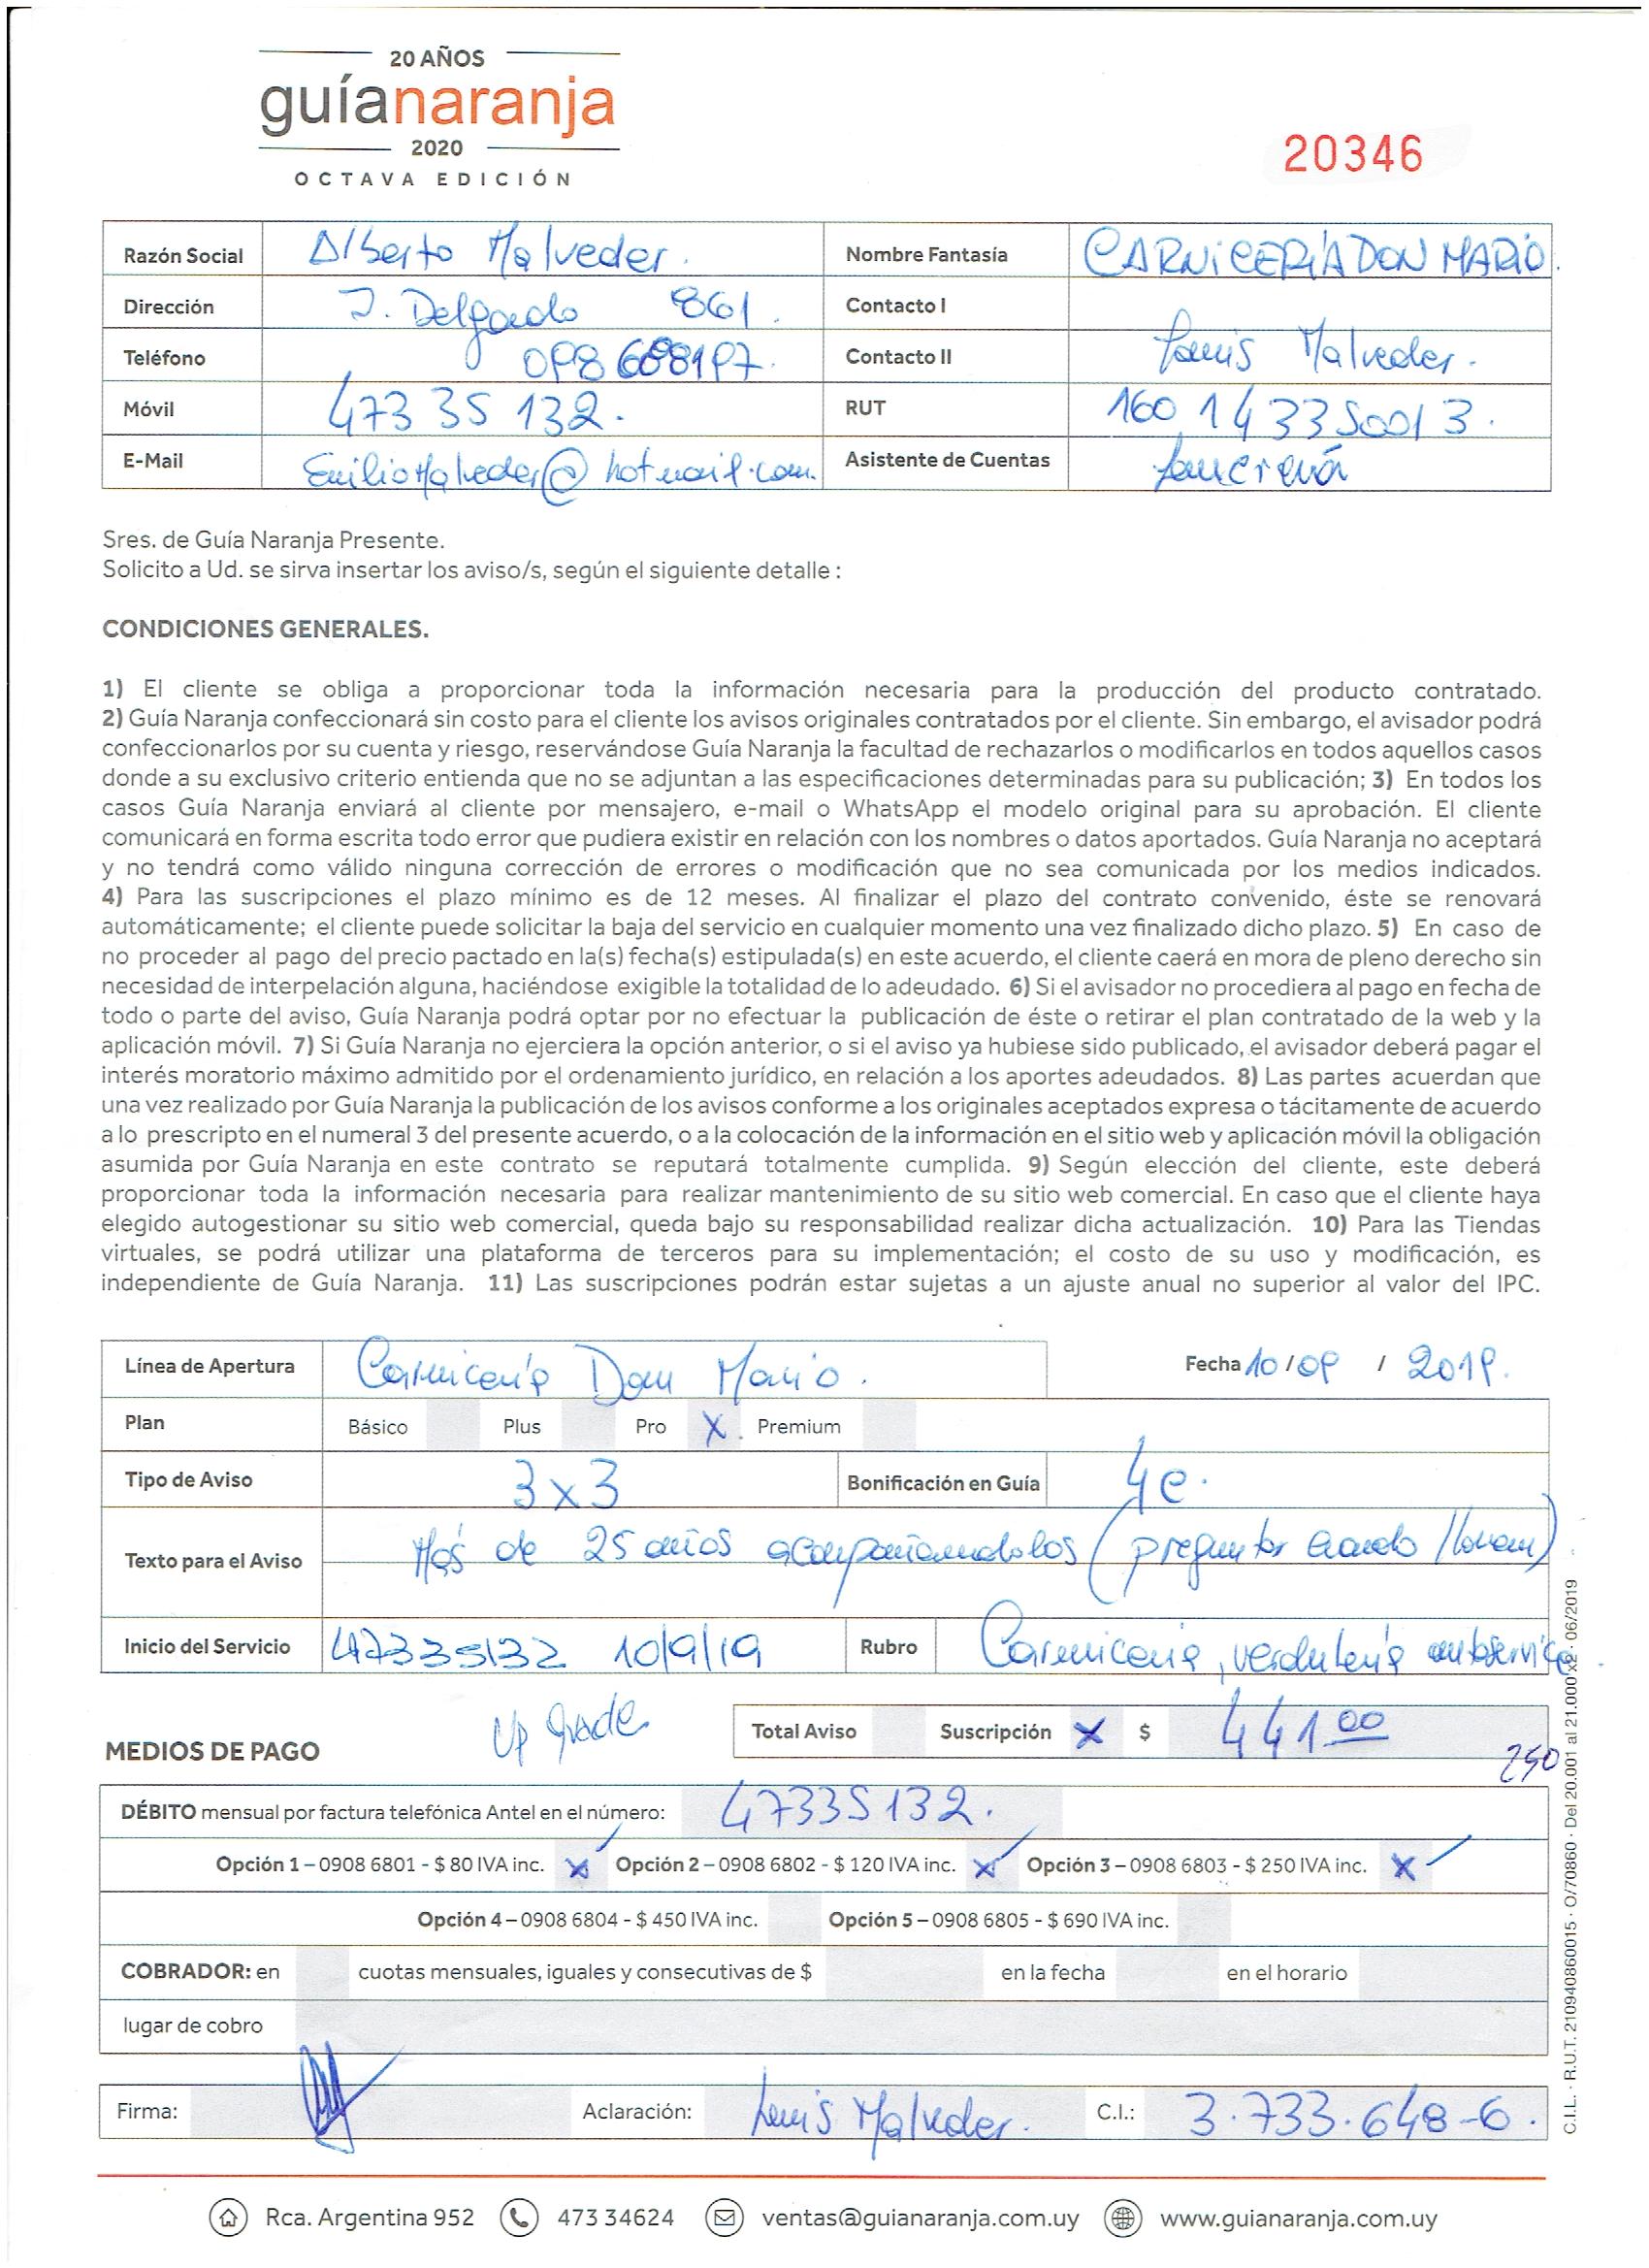 20 AÑOS
guíanaranja
2020
OCTAVA EDICIÓN
20346
Razón Social Alberto Malveder. Nombre Fantasía CARNICERÍA DON MARIO.
Dirección J. Delgado 861. Contacto I
Teléfono 098 688197. Contacto II Luis Malveder.
Móvil 473 35 132. RUT 160 143350013.
E-Mail EmilioMalveder@hotmail.com. Asistente de Cuentas
Sres. de Guía Naranja Presente.
Solicito a Ud. se sirva insertar los aviso/s, según el siguiente detalle :
CONDICIONES GENERALES.
1) El cliente se obliga a proporcionar toda la información necesaria para la producción del producto contratado.
2) Guía Naranja confeccionará sin costo para el cliente los avisos originales contratados por el cliente. Sin embargo, el avisador podrá
confeccionarlos por su cuenta y riesgo, reservándose Guía Naranja la facultad de rechazarlos o modificarlos en todos aquellos casos
donde a su exclusivo criterio entienda que no se adjuntan a las especificaciones determinadas para su publicación; 3) En todos los
casos Guía Naranja enviará al cliente por mensajero, e-mail o WhatsApp el modelo original para su aprobación. El cliente
comunicará en forma escrita todo error que pudiera existir en relación con los nombres o datos aportados. Guía Naranja no aceptará
y no tendrá como válido ninguna corrección de errores o modificación que no sea comunicada por los medios indicados.
4) Para las suscripciones el plazo mínimo es de 12 meses. Al finalizar el plazo del contrato convenido, éste se renovará
automáticamente; el cliente puede solicitar la baja del servicio en cualquier momento una vez finalizado dicho plazo. 5) En caso de
no proceder al pago del precio pactado en la(s) fecha(s) estipulada(s) en este acuerdo, el cliente caerá en mora de pleno derecho sin
necesidad de interpelación alguna, haciéndose exigible la totalidad de lo adeudado. 6) Si el avisador no procediera al pago en fecha de
todo o parte del aviso, Guía Naranja podrá optar por no efectuar la publicación de éste o retirar el plan contratado de la web y la
aplicación móvil. 7) Si Guía Naranja no ejerciera la opción anterior, o si el aviso ya hubiese sido publicado, el avisador deberá pagar el
interés moratorio máximo admitido por el ordenamiento jurídico, en relación a los aportes adeudados. 8) Las partes acuerdan que
una vez realizado por Guía Naranja la publicación de los avisos conforme a los originales aceptados expresa o tácitamente de acuerdo
a lo prescripto en el numeral 3 del presente acuerdo, o a la colocación de la información en el sitio web y aplicación móvil la obligación
asumida por Guía Naranja en este contrato se reputará totalmente cumplida. 9) Según elección del cliente, este deberá
proporcionar toda la información necesaria para realizar mantenimiento de su sitio web comercial. En caso que el cliente haya
elegido autogestionar su sitio web comercial, queda bajo su responsabilidad realizar dicha actualización. 10) Para las Tiendas
virtuales, se podrá utilizar una plataforma de terceros para su implementación; el costo de su uso y modificación, es
independiente de Guía Naranja. 11) Las suscripciones podrán estar sujetas a un ajuste anual no superior al valor del IPC.
Línea de Apertura Carnicería Don Mario. Fecha 10 / 09 / 2019.
Plan Básico Plus Pro X Premium
Tipo de Aviso 3x3 Bonificación en Guía 4c.
Texto para el Aviso Más de 25 años acompañandolos (preguntar cuando llaman)
Inicio del Servicio 47335132 10/9/19 Rubro Carnicería, verdulería autoservice
Up grade
Total Aviso Suscripción X $ 441 00
MEDIOS DE PAGO
250
DÉBITO mensual por factura telefónica Antel en el número: 47335132.
Opción 1 – 0908 6801 - $ 80 IVA inc. X Opción 2 – 0908 6802 - $ 120 IVA inc. X Opción 3 – 0908 6803 - $ 250 IVA inc. X
Opción 4 – 0908 6804 - $ 450 IVA inc. Opción 5 – 0908 6805 - $ 690 IVA inc.
COBRADOR: en cuotas mensuales, iguales y consecutivas de $ en la fecha en el horario
lugar de cobro
Firma: Aclaración: Luis Malveder. C.I.: 3.733.648-6.
C.I.L. · R.U.T. 210940860015 · O/70860 · Del 20.001 al 21.000 x2 · 06/2019
Rca. Argentina 952 473 34624 ventas@guianaranja.com.uy www.guianaranja.com.uy